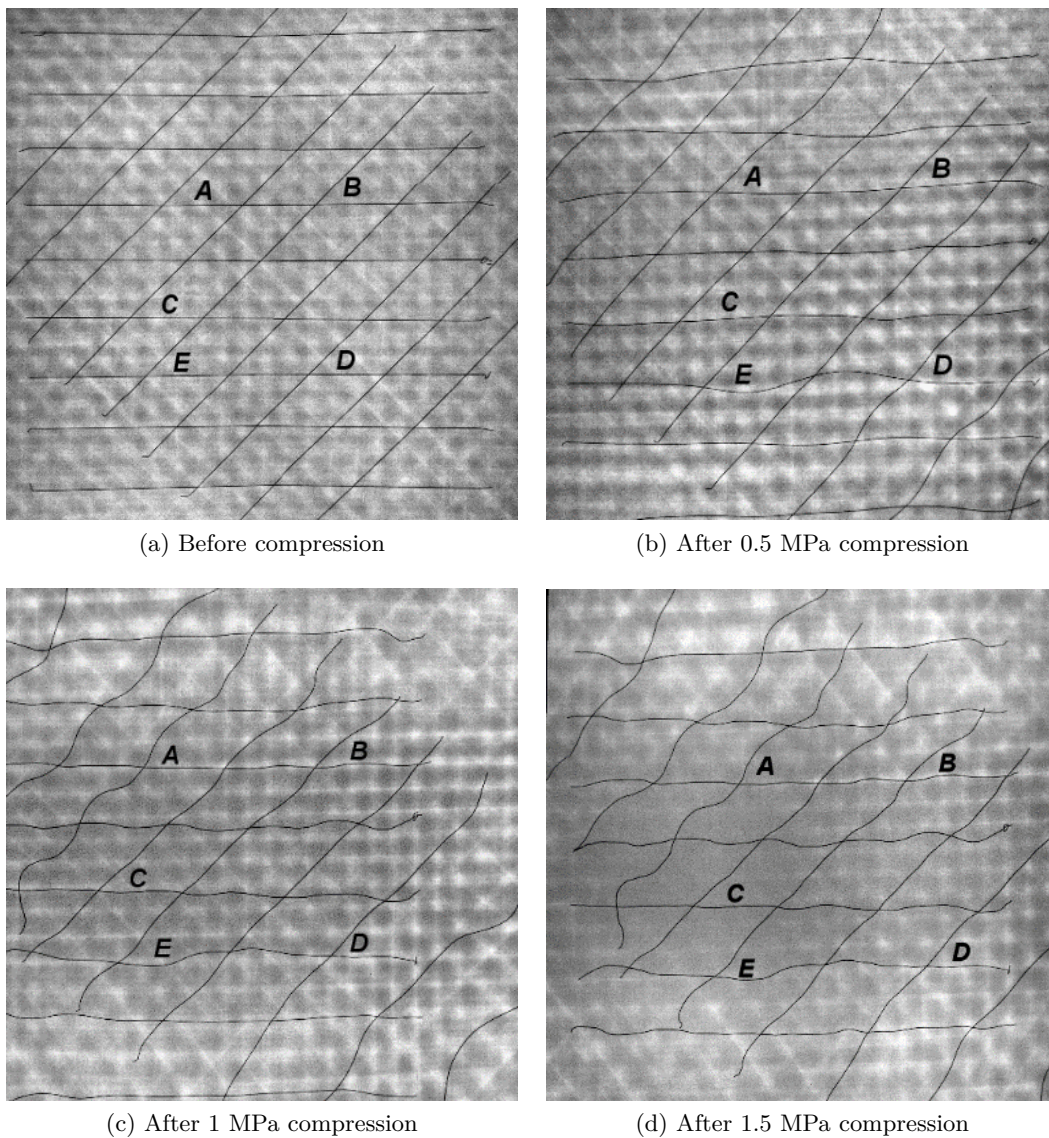 A
B
C
E
D
(a) Before compression
A
B
C
E
D
(b) After 0.5 MPa compression
A
B
C
E
D
(c) After 1 MPa compression
A
B
C
E
D
(d) After 1.5 MPa compression